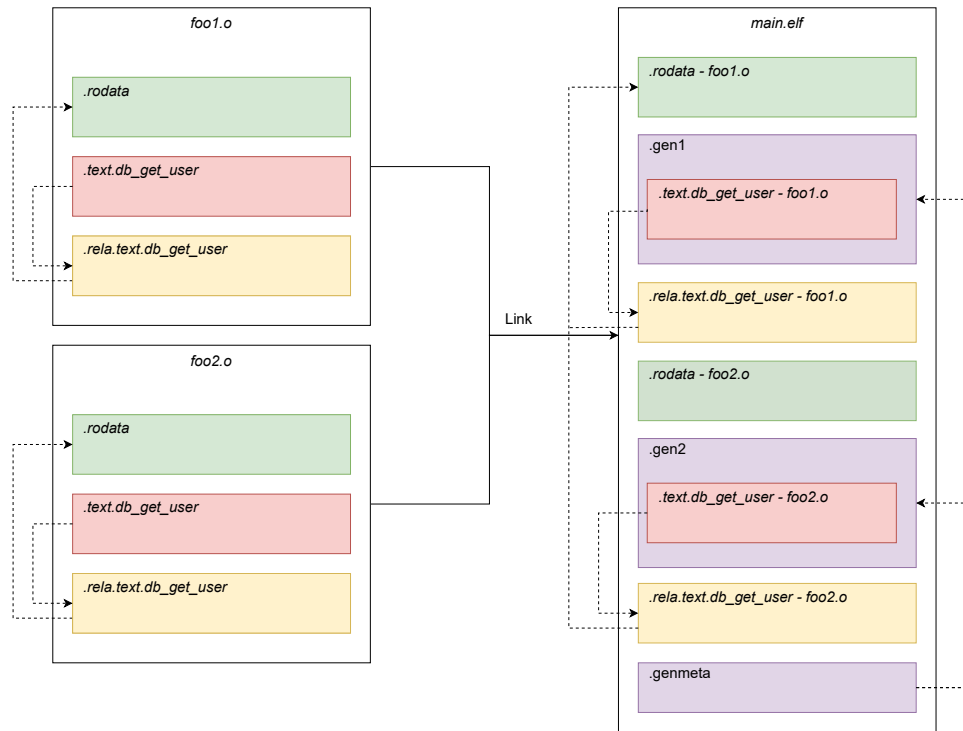 foo1.o
.rodata
.text.db_get_user
.rela.text.db_get_user
foo2.o
.rodata
.text.db_get_user
.rela.text.db_get_user
Link
main.elf
.rodata - foo1.o
.gen1
.text.db_get_user - foo1.o
.rela.text.db_get_user - foo1.o
.rodata - foo2.o
.gen2
.text.db_get_user - foo2.o
.rela.text.db_get_user - foo2.o
.genmeta